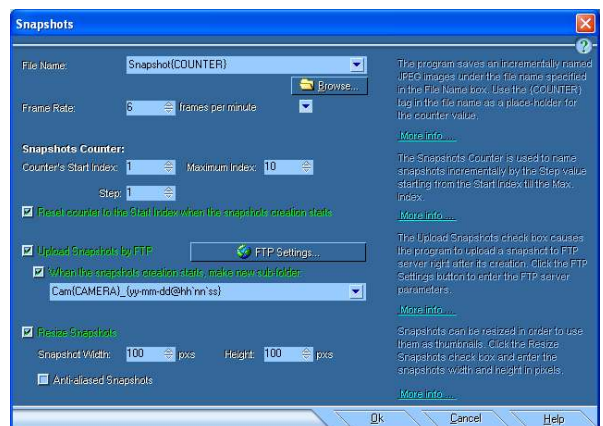 Snapshots
File Name: Snapshot{COUNTER}
Browse...
Frame Rate: 6 frames per minute
Snapshots Counter:
Counter's Start Index: 1 Maximum Index: 10
Step: 1
Reset counter to the Start Index when the snapshots creation starts
Upload Snapshots by FTP FTP Settings...
When the snapshots creation starts, make new sub-folder
Cam{CAMERA}_{yy-mm-dd@hh`nn`ss}
Resize Snapshots
Snapshot Width: 100 pxs Height: 100 pxs
Anti-aliased Snapshots
?
The program saves an incrementally named
JPEG images under the file name specified
in the File Name box. Use the {COUNTER}
tag in the file name as a place-holder for
the counter value.
More info ...
The Snapshots Counter is used to name
snapshots incrementally by the Step value
starting from the Start Index till the Max.
Index.
More info ...
The Upload Snapshots check box causes
the program to upload a snapshot to FTP
server right after its creation. Click the FTP
Settings button to enter the FTP server
parameters.
More info ...
Snapshots can be resized in order to use
them as thumbnails. Click the Resize
Snapshots check box and enter the
snapshots width and height in pixels.
More info ...
Ok Cancel Help